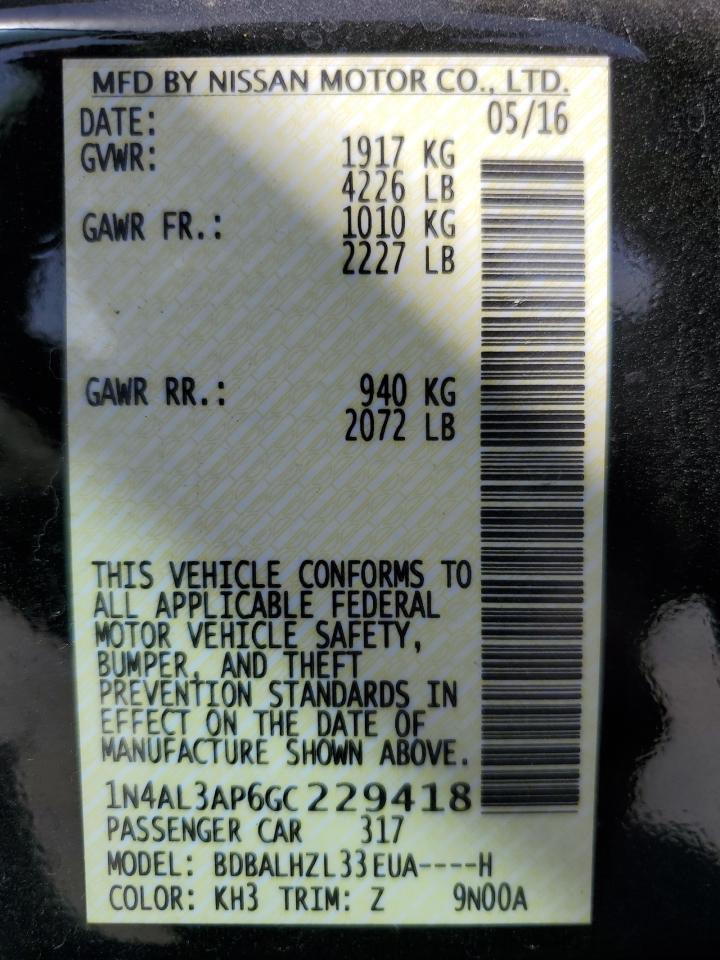 MFD BY NISSAN MOTOR CO., LTD.
DATE: 05/16
GVWR: 1917 KG
4226 LB
GAWR FR.: 1010 KG
2227 LB
GAWR RR.: 940 KG
2072 LB
THIS VEHICLE CONFORMS TO
ALL APPLICABLE FEDERAL
MOTOR VEHICLE SAFETY,
BUMPER, AND THEFT
PREVENTION STANDARDS IN
EFFECT ON THE DATE OF
MANUFACTURE SHOWN ABOVE.
1N4AL3AP6GC229418
PASSENGER CAR 317
MODEL: BDBALHZL33EUA----H
COLOR: KH3 TRIM: Z 9N00A